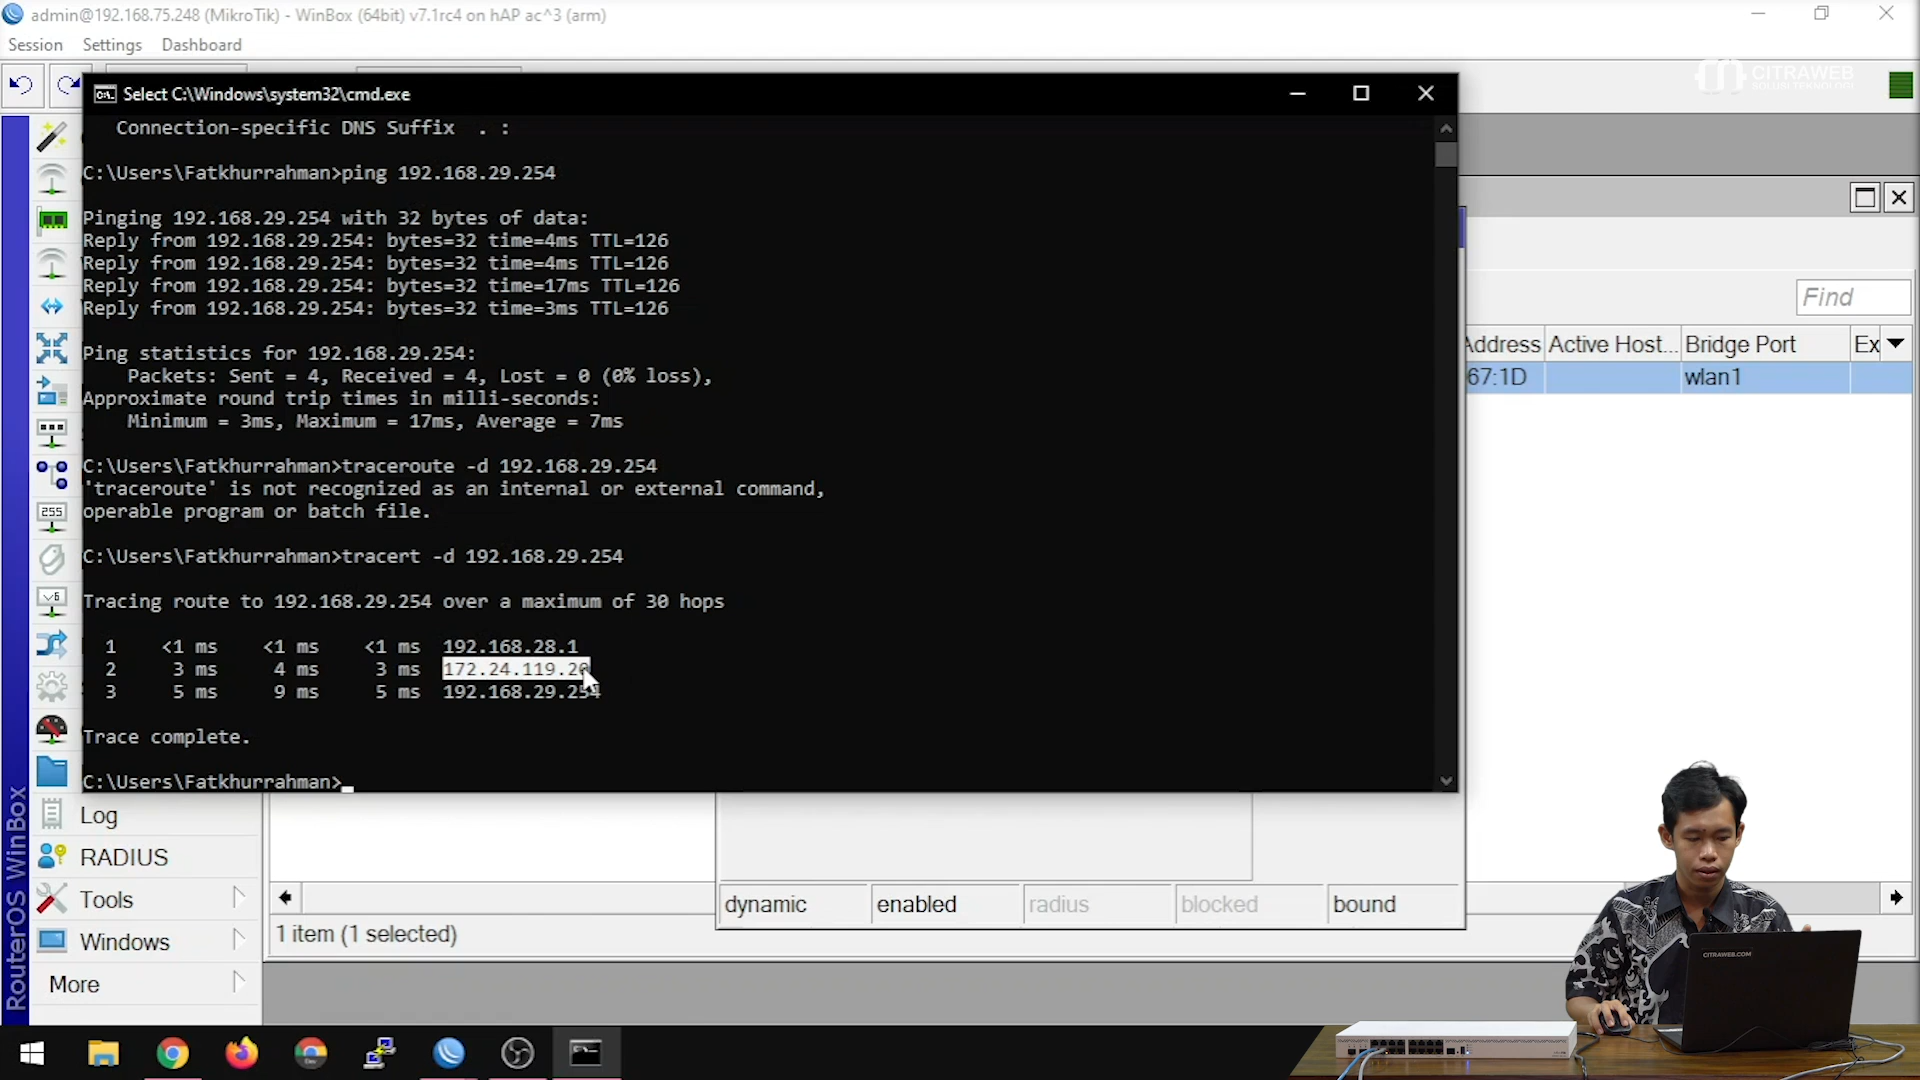 admin@192.168.75.248 (MikroTik) - WinBox (64bit) v7.1rc4 on hAP ac^3 (arm)
Session Settings Dashboard
CITRAWEB
SOLUSI TEKNOLOGI
Select C:\Windows\system32\cmd.exe
Connection-specific DNS Suffix . :
C:\Users\Fatkhurrahman>ping 192.168.29.254
Pinging 192.168.29.254 with 32 bytes of data:
Reply from 192.168.29.254: bytes=32 time=4ms TTL=126
Reply from 192.168.29.254: bytes=32 time=4ms TTL=126
Reply from 192.168.29.254: bytes=32 time=17ms TTL=126
Reply from 192.168.29.254: bytes=32 time=3ms TTL=126
Ping statistics for 192.168.29.254:
Packets: Sent = 4, Received = 4, Lost = 0 (0% loss),
Approximate round trip times in milli-seconds:
Minimum = 3ms, Maximum = 17ms, Average = 7ms
C:\Users\Fatkhurrahman>traceroute -d 192.168.29.254
'traceroute' is not recognized as an internal or external command,
operable program or batch file.
C:\Users\Fatkhurrahman>tracert -d 192.168.29.254
Tracing route to 192.168.29.254 over a maximum of 30 hops
1 <1 ms <1 ms <1 ms 192.168.28.1
2 3 ms 4 ms 3 ms 172.24.119.20
3 5 ms 9 ms 5 ms 192.168.29.254
Trace complete.
C:\Users\Fatkhurrahman>
Find
Address Active Host... Bridge Port Ex
67:1D wlan1
255
v6
Log
RADIUS
Tools
Windows
More
RouterOS WinBox
dynamic enabled radius blocked bound
1 item (1 selected)
CITRAWEB.COM